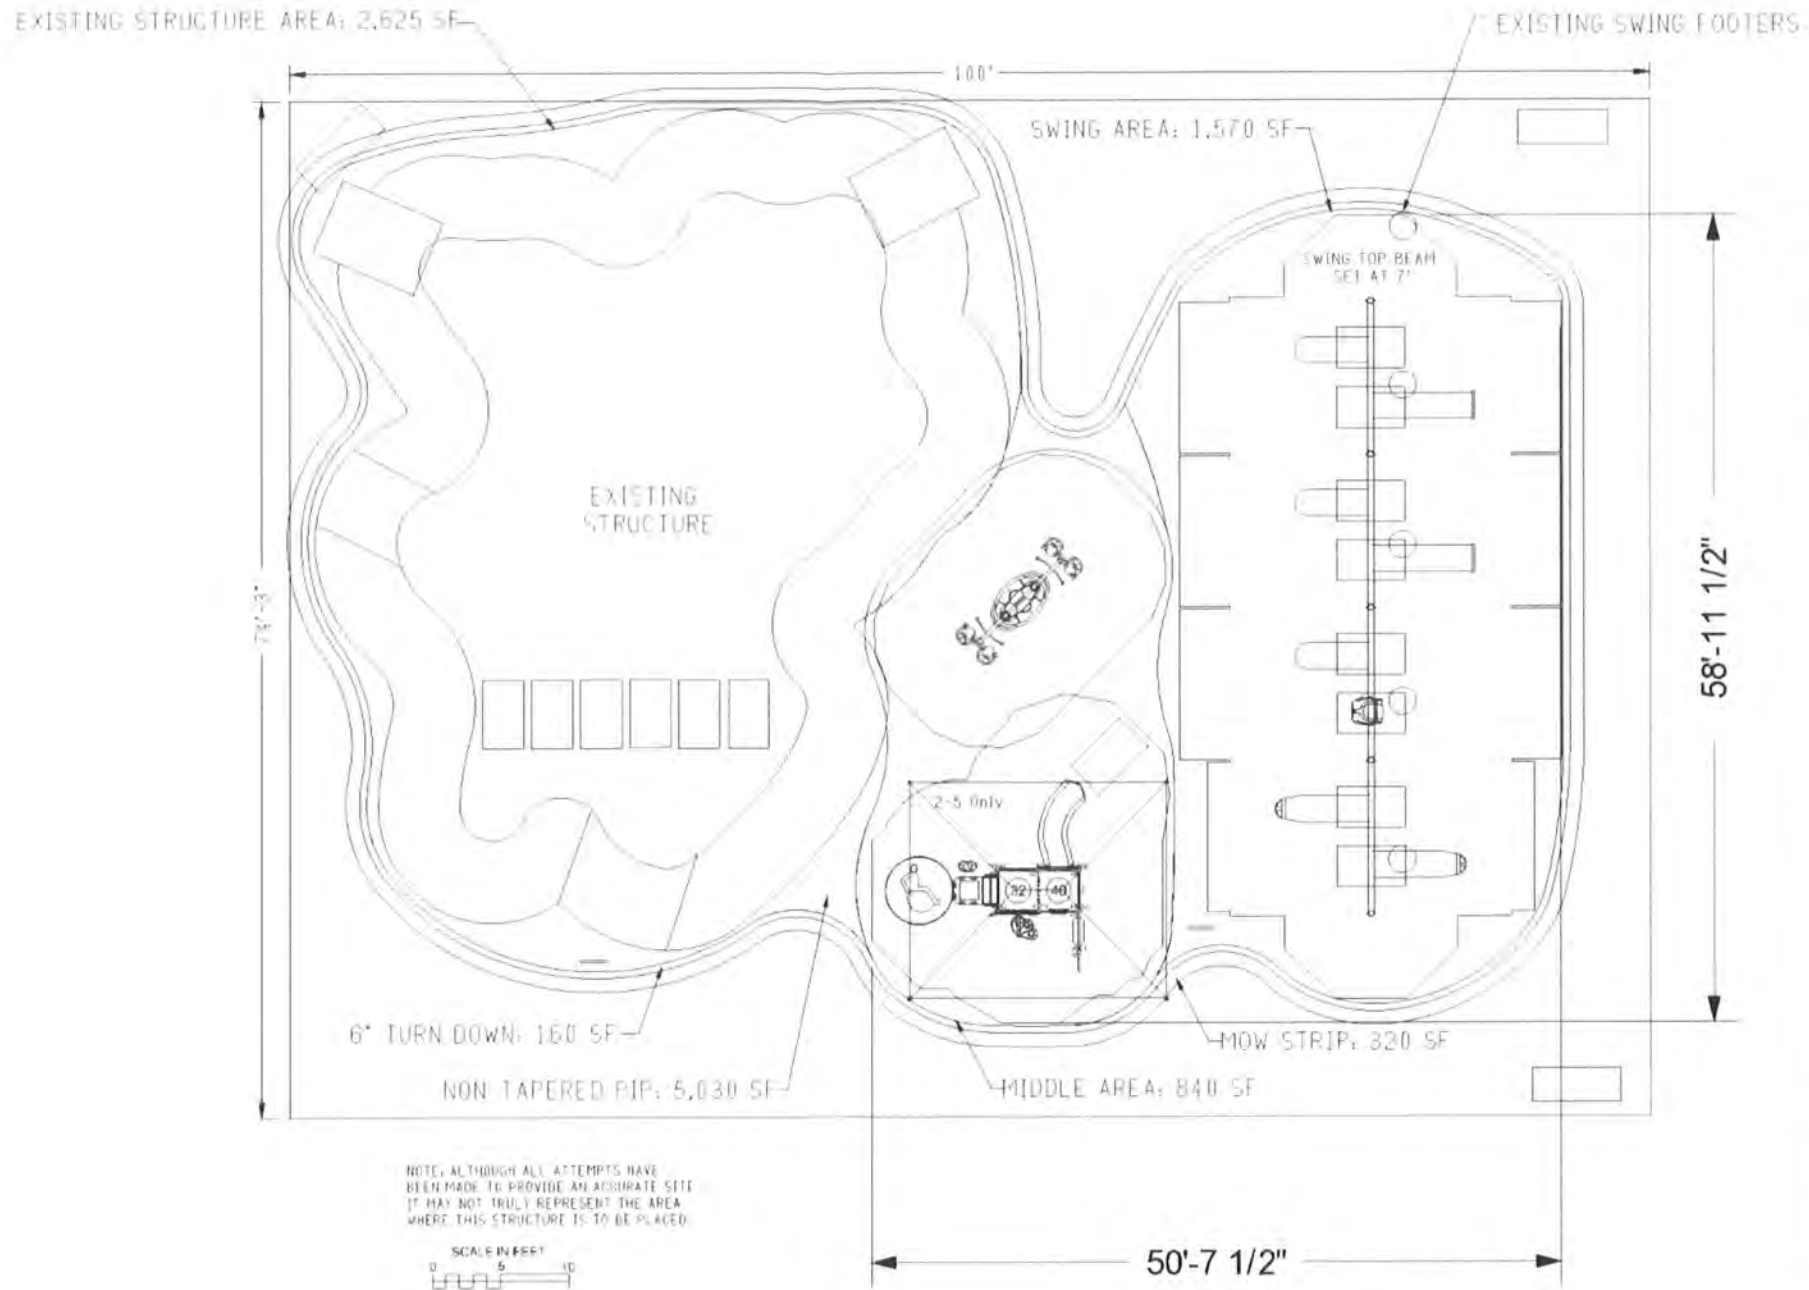 EXISTING STRUCTURE AREA: 2,625 SF
EXISTING SWING FOOTERS
100'
SWING AREA: 1,570 SF
SWING TOP BEAM
SET AT 7'
EXISTING
STRUCTURE
58'-11 1/2"
2-5 Only
32
40
6" TURN DOWN: 160 SF
MOW STRIP: 320 SF
NON TAPERED PIP: 5,030 SF
MIDDLE AREA: 840 SF
NOTE: ALTHOUGH ALL ATTEMPTS HAVE
BEEN MADE TO PROVIDE AN ACCURATE SITE
IT MAY NOT TRULY REPRESENT THE AREA
WHERE THIS STRUCTURE IS TO BE PLACED.
SCALE IN FEET
0 5 10
50'-7 1/2"